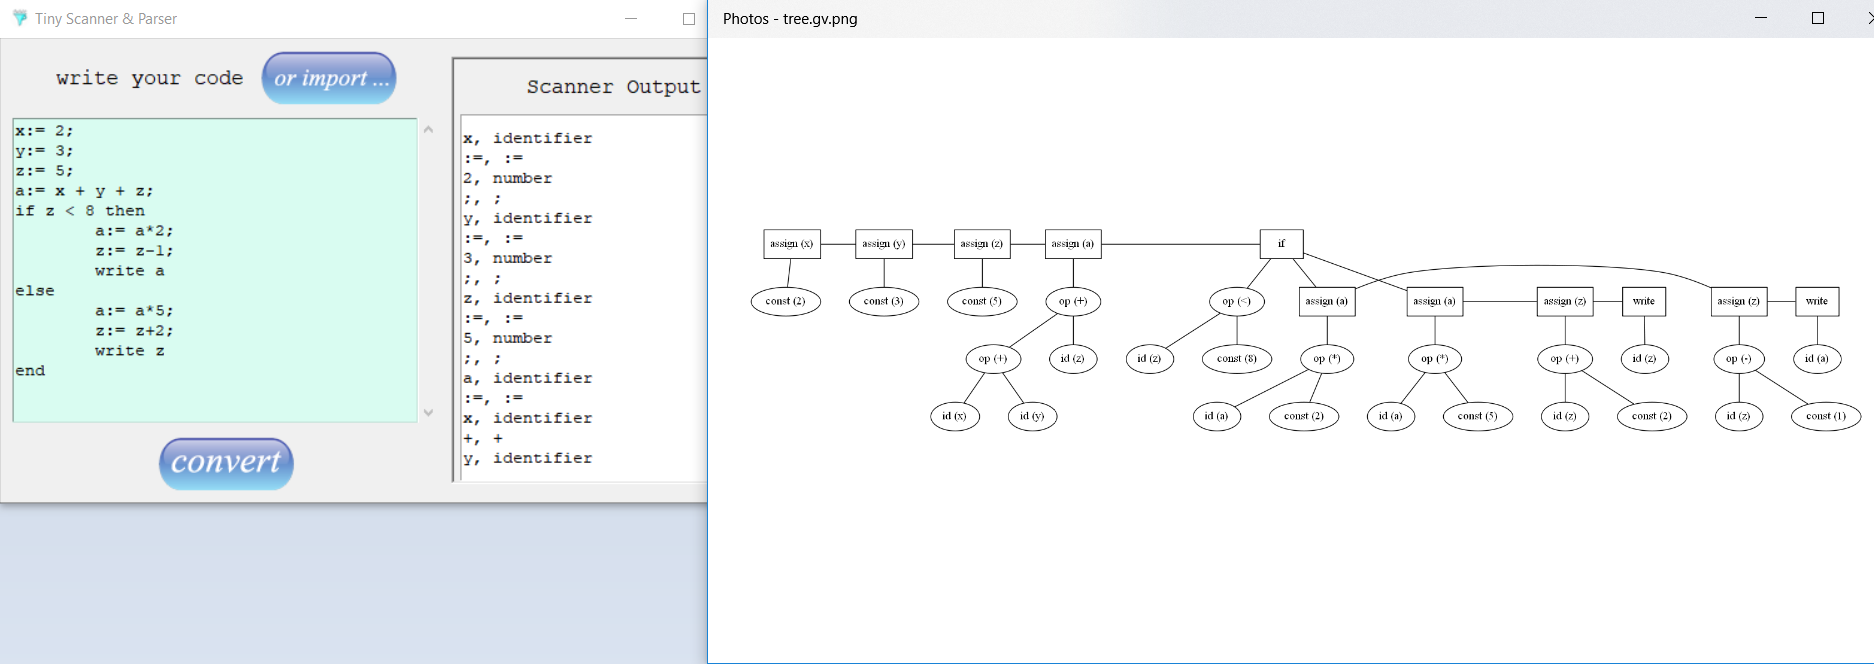 Tiny Scanner & Parser
write your code
or import ...
x:= 2;
y:= 3;
z:= 5;
a:= x + y + z;
if z < 8 then
a:= a*2;
z:= z-1;
write a
else
a:= a*5;
z:= z+2;
write z
end
convert
Scanner Output
x, identifier
:=, :=
2, number
;, ;
y, identifier
:=, :=
3, number
;, ;
z, identifier
:=, :=
5, number
;, ;
a, identifier
:=, :=
x, identifier
+, +
y, identifier
Photos - tree.gv.png
assign (x) assign (y) assign (z) assign (a) if
const (2) const (3) const (5) op (+) op (<) assign (a) assign (a) assign (z) write assign (z) write
op (+) id (z) id (z) const (8) op (*) op (*) op (+) id (z) op (-) id (a)
id (x) id (y) id (a) const (2) id (a) const (5) id (z) const (2) id (z) const (1)